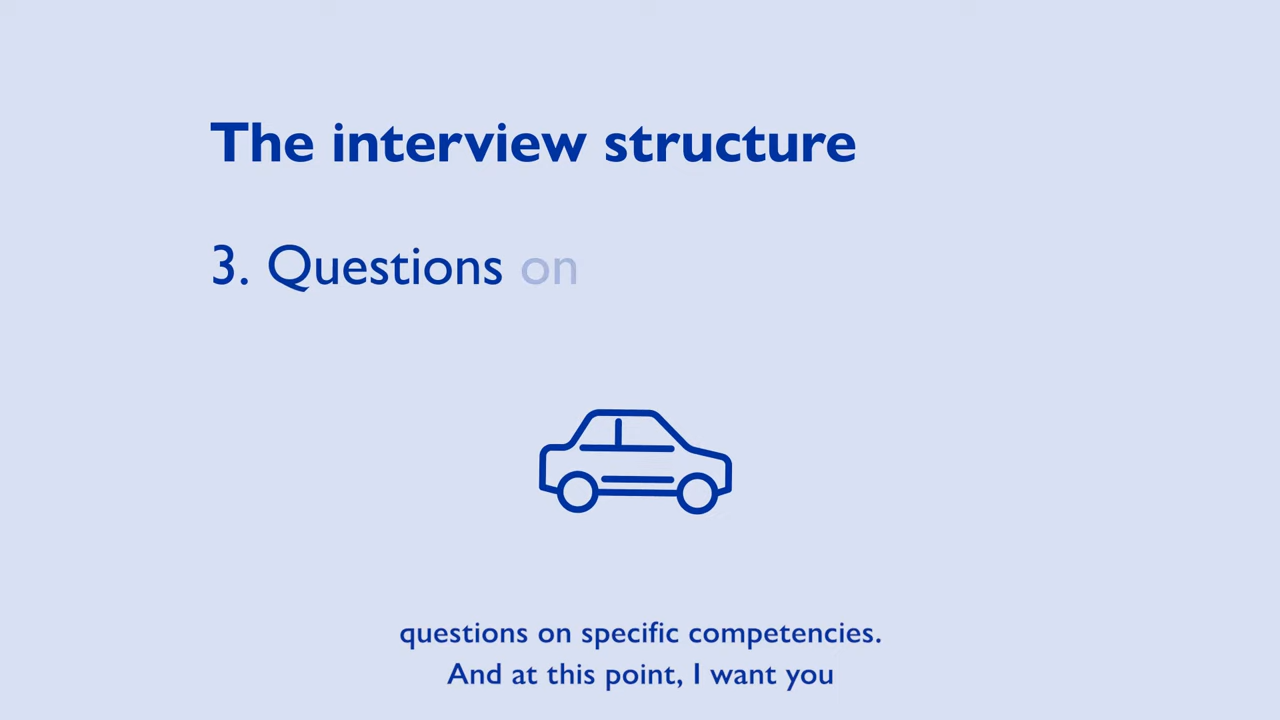 The interview structure
3. Questions on
questions on specific competencies.
And at this point, I want you